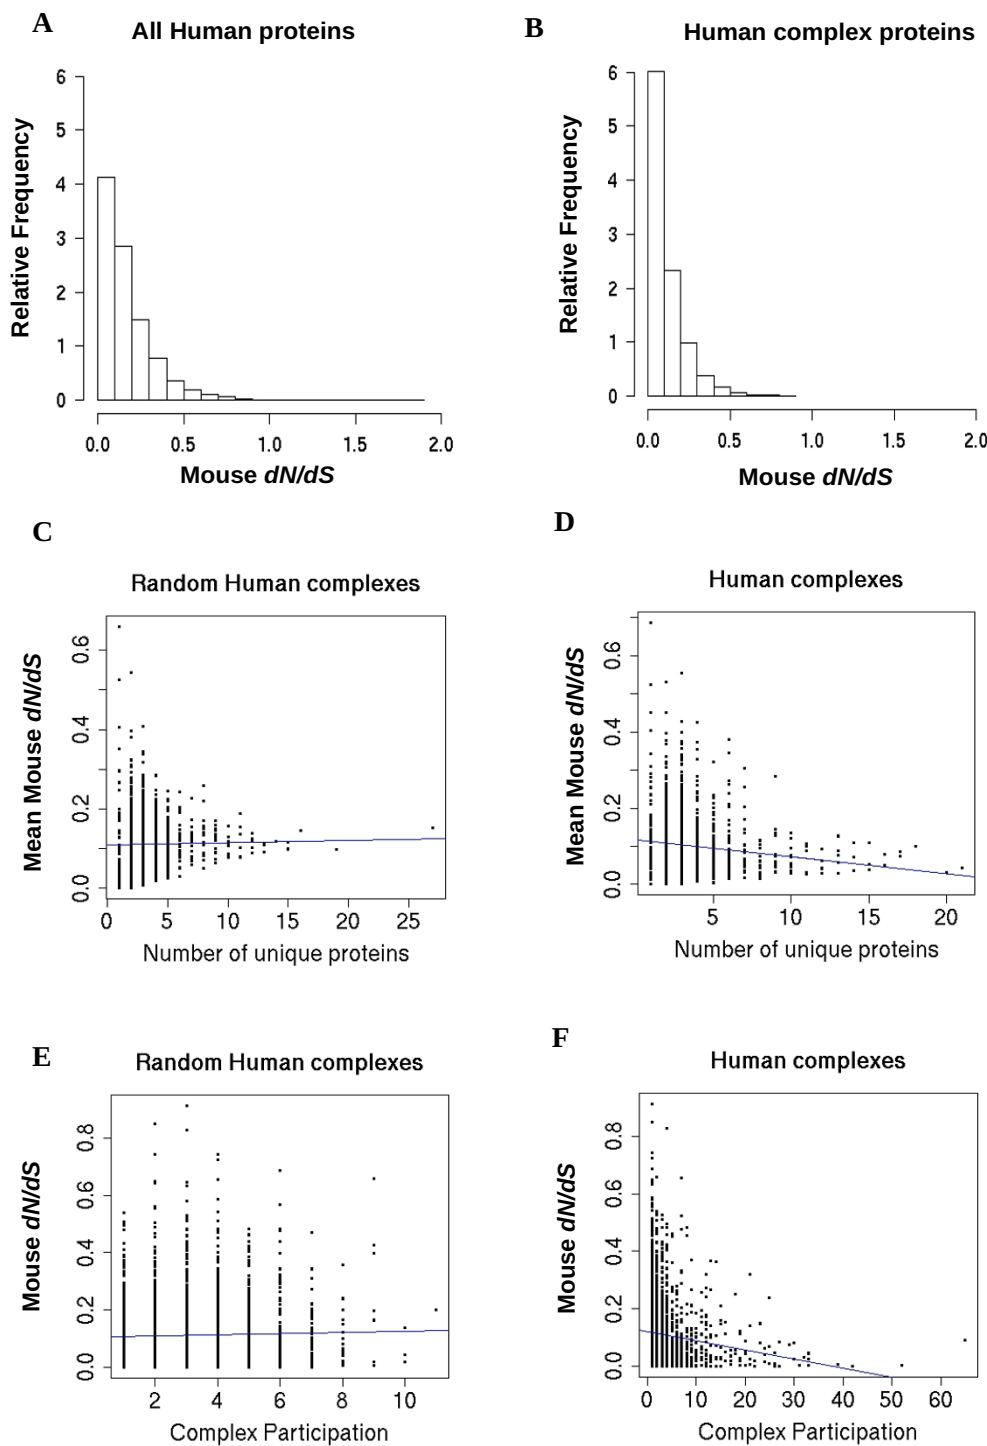 A
All Human proteins
6
5
4
3
2
1
0
Relative Frequency
0.0 0.5 1.0 1.5 2.0
Mouse dN/dS
B
Human complex proteins
6
5
4
3
2
1
0
Relative Frequency
0.0 0.5 1.0 1.5 2.0
Mouse dN/dS
C
Random Human complexes
0.6
0.4
0.2
0.0
Mean Mouse dN/dS
0 5 10 15 20 25
Number of unique proteins
D
Human complexes
0.6
0.4
0.2
0.0
Mean Mouse dN/dS
5 10 15 20
Number of unique proteins
E
Random Human complexes
0.8
0.6
0.4
0.2
0.0
Mouse dN/dS
2 4 6 8 10
Complex Participation
F
Human complexes
0.8
0.6
0.4
0.2
0.0
Mouse dN/dS
0 10 20 30 40 50 60
Complex Participation